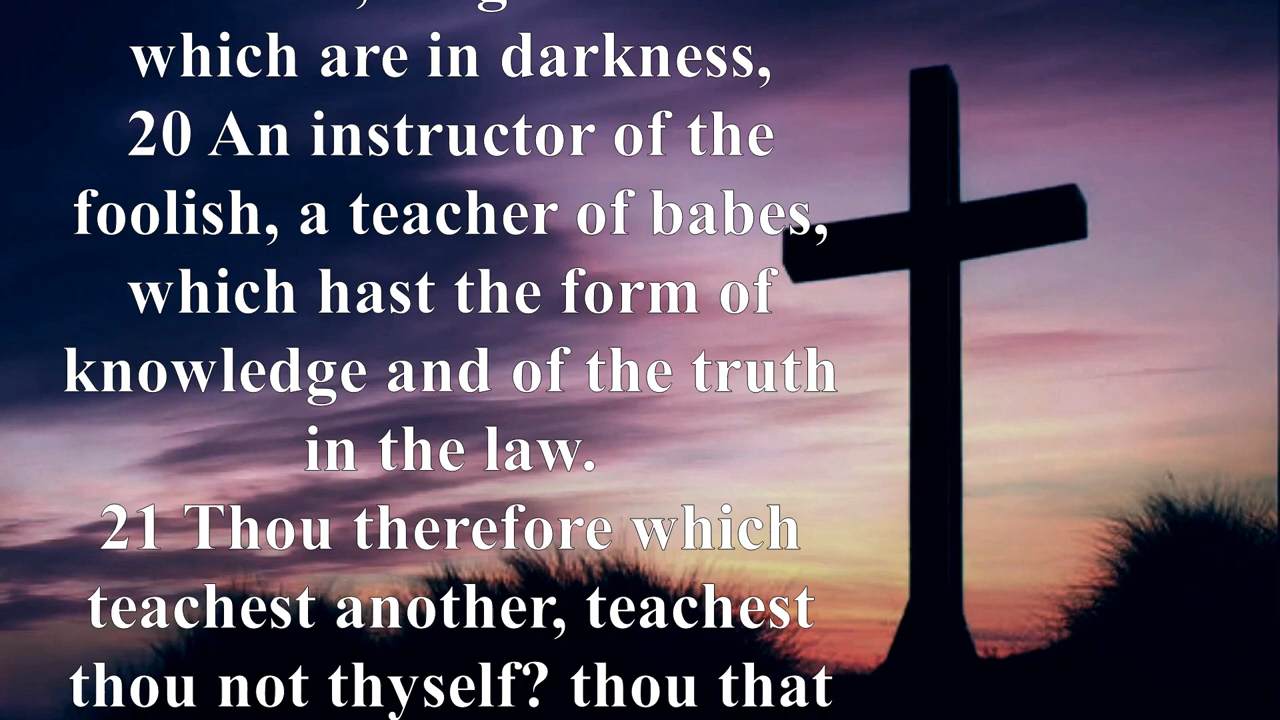 which are in darkness,
20 An instructor of the
foolish, a teacher of babes,
which hast the form of
knowledge and of the truth
in the law.
21 Thou therefore which
teachest another, teachest
thou not thyself? thou that